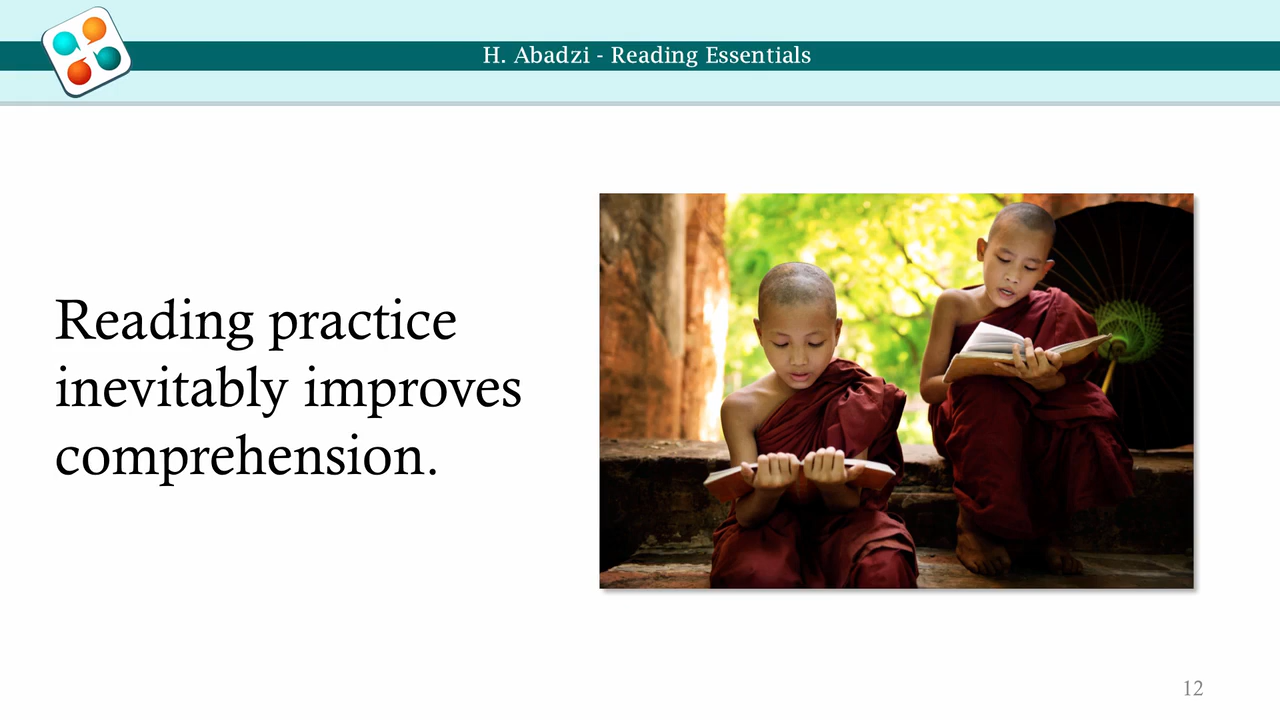 H. Abadzi - Reading Essentials
Reading practice
inevitably improves
comprehension.
12